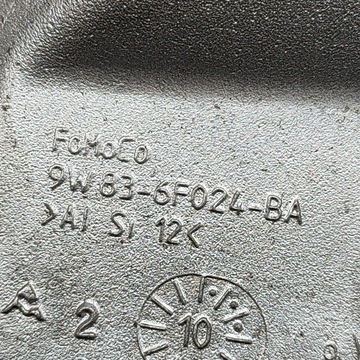 FoMoCo
9W83-6F024-BA
>Al Si 12<
A 2
10